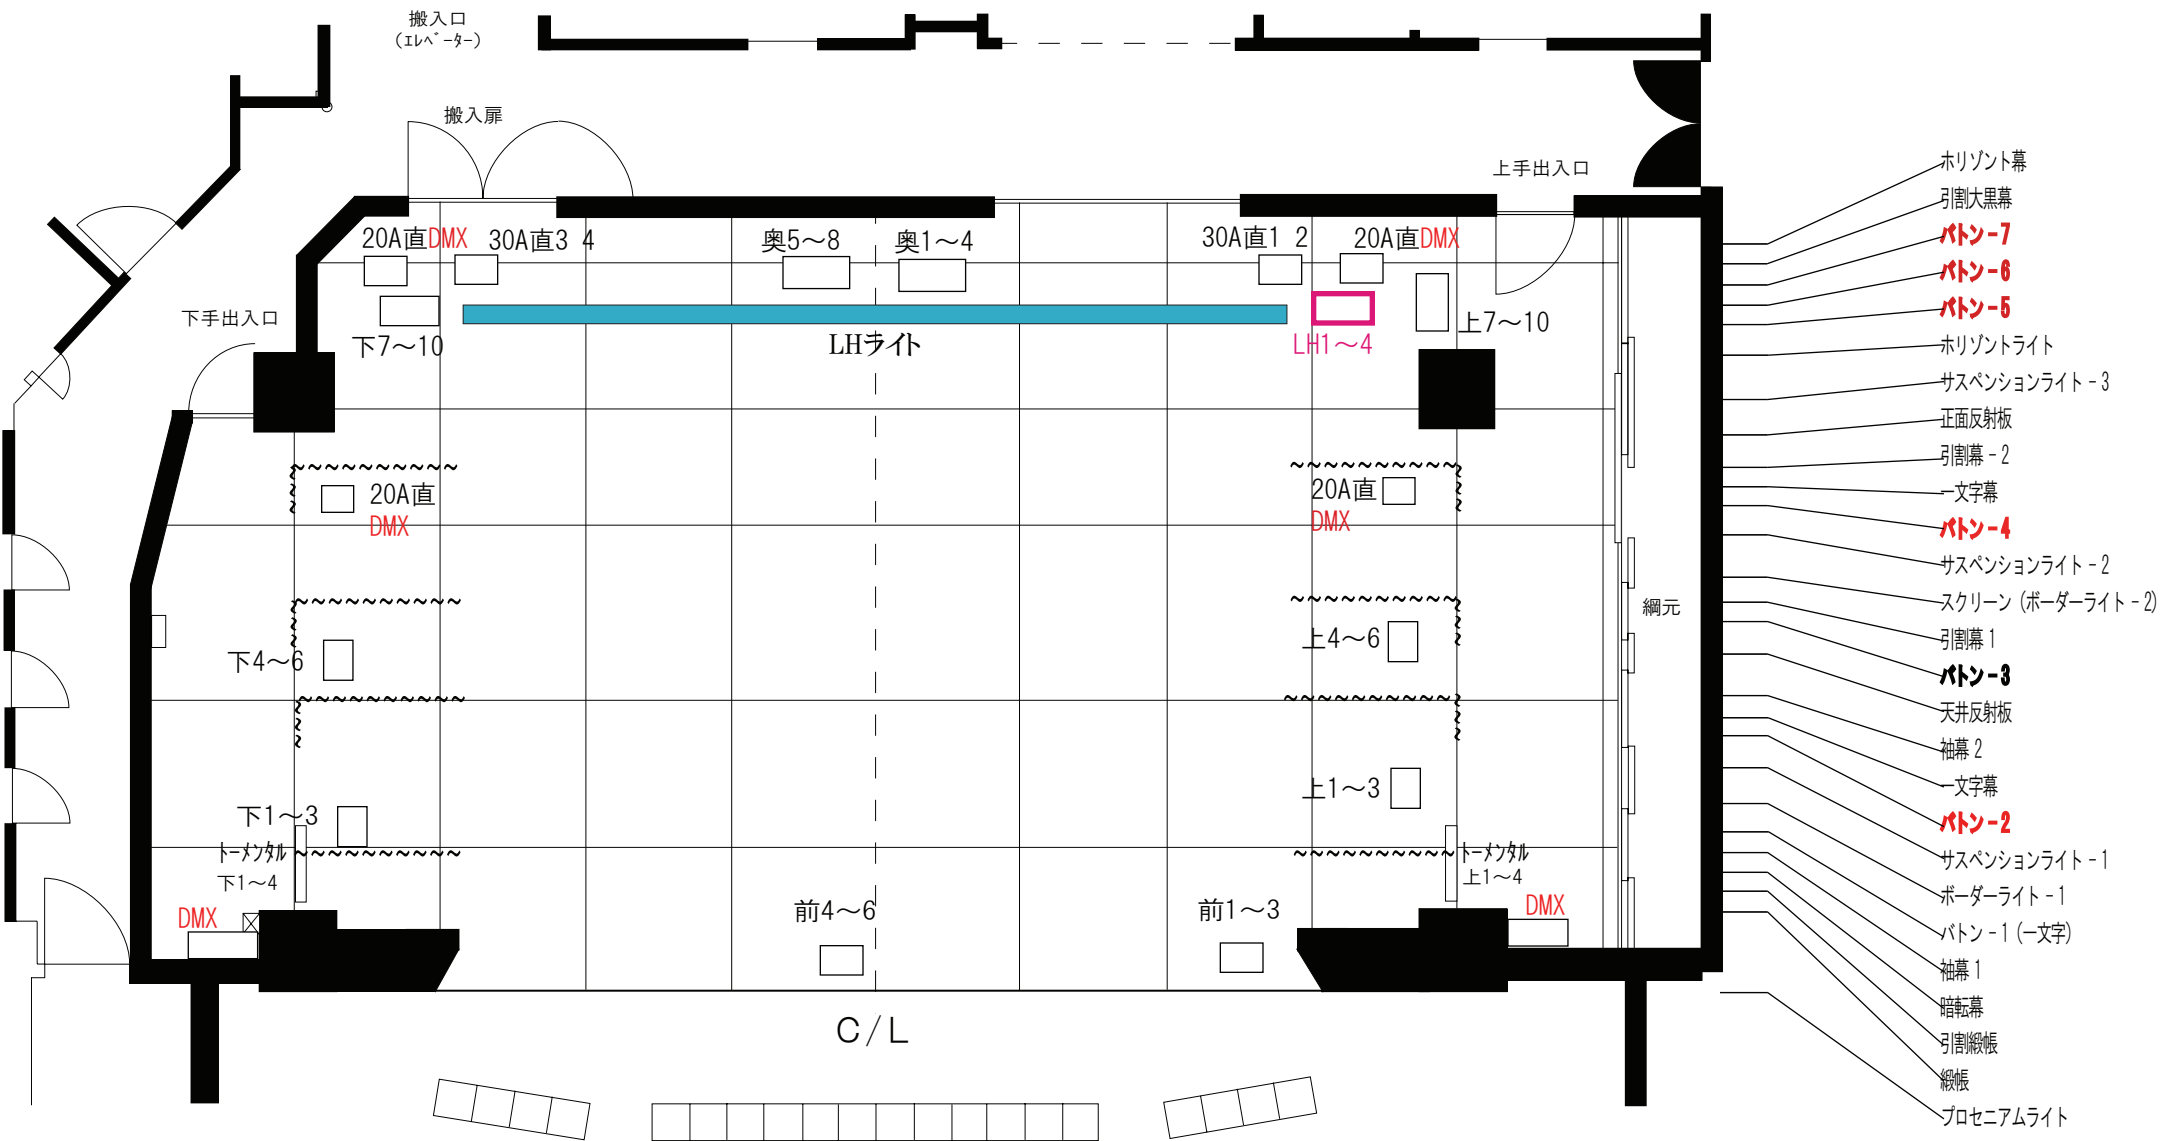 搬入口
(ｴﾚﾍﾞｰﾀｰ)
搬入扉
上手出入口
20A直DMX
30A直3 4
奥5～8
奥1～4
30A直1 2
20A直DMX
下手出入口
下7～10
LHライト
LH1～4
上7～10
20A直
DMX
20A直
DMX
綱元
下4～6
上4～6
下1～3
上1～3
トーメンタル
下1～4
トーメンタル
上1～4
DMX
前4～6
前1～3
DMX
C/L
ホリゾント幕
引割大黒幕
バトン-7
バトン-6
バトン-5
ホリゾントライト
サスペンションライト-3
正面反射板
引割幕-2
一文字幕
バトン-4
サスペンションライト-2
スクリーン(ボーダーライト-2)
引割幕1
バトン-3
天井反射板
袖幕2
一文字幕
バトン-2
サスペンションライト-1
ボーダーライト-1
バトン-1(一文字)
袖幕1
暗転幕
引割緞帳
緞帳
プロセニアムライト